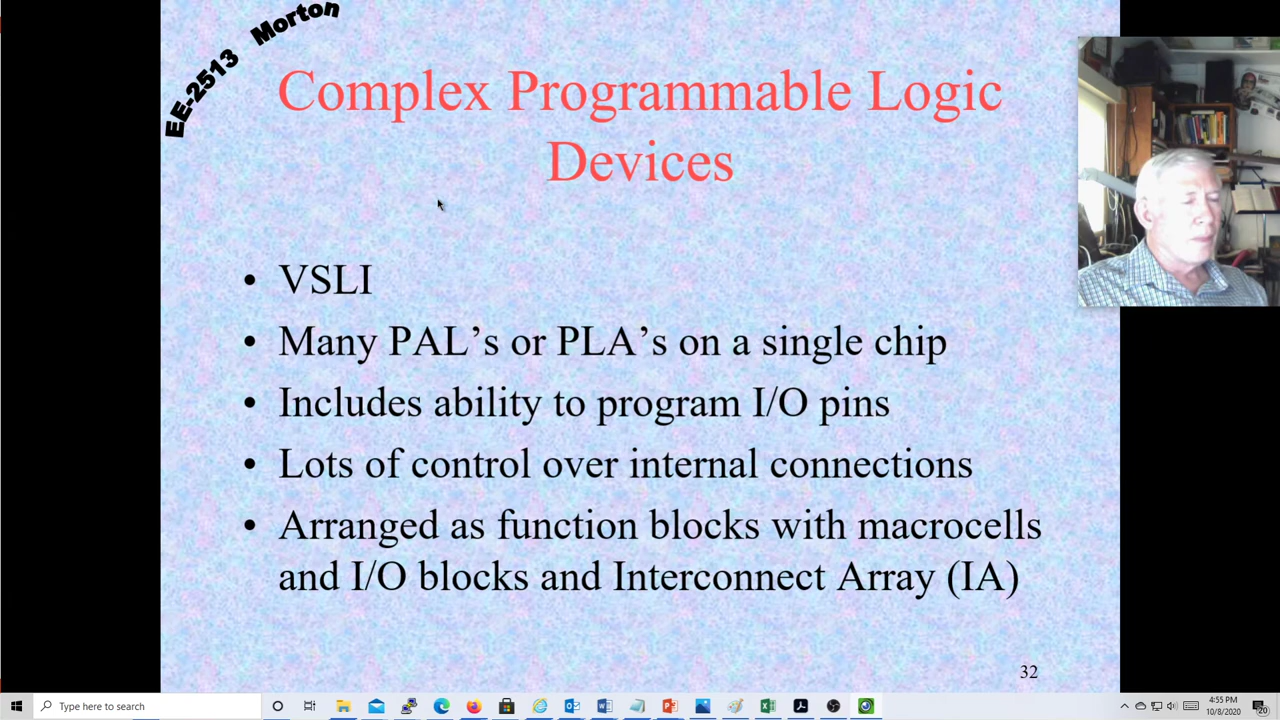 EE-2513 Morton
Complex Programmable Logic
Devices
• VSLI
• Many PAL’s or PLA’s on a single chip
• Includes ability to program I/O pins
• Lots of control over internal connections
• Arranged as function blocks with macrocells
and I/O blocks and Interconnect Array (IA)
32
Type here to search
4:55 PM
10/8/2020
20